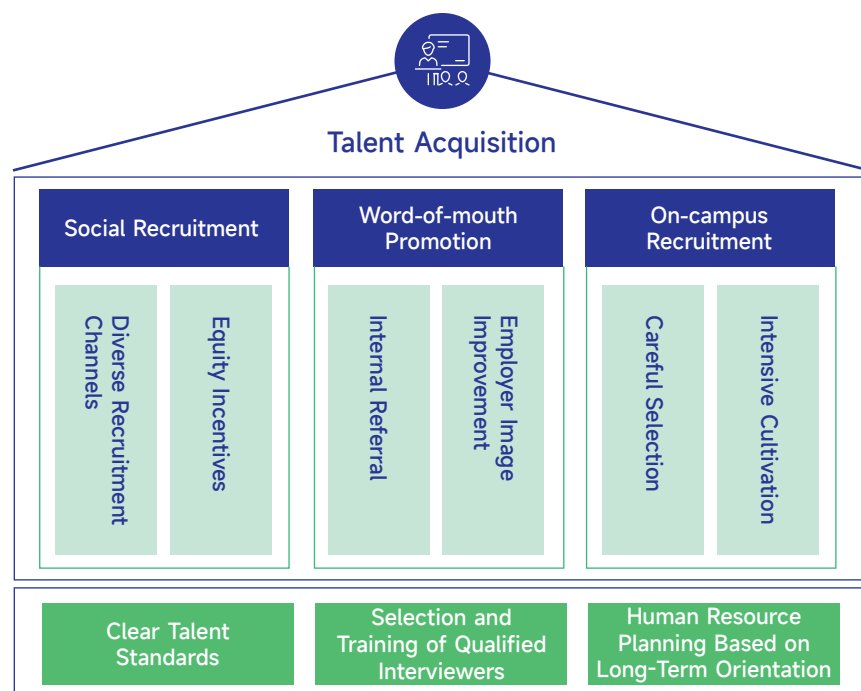 Talent Acquisition
Social Recruitment
Word-of-mouth
Promotion
On-campus
Recruitment
Diverse Recruitment
Channels
Equity Incentives
Internal Referral
Employer Image
Improvement
Careful Selection
Intensive Cultivation
Clear Talent
Standards
Selection and
Training of Qualified
Interviewers
Human Resource
Planning Based on
Long-Term Orientation